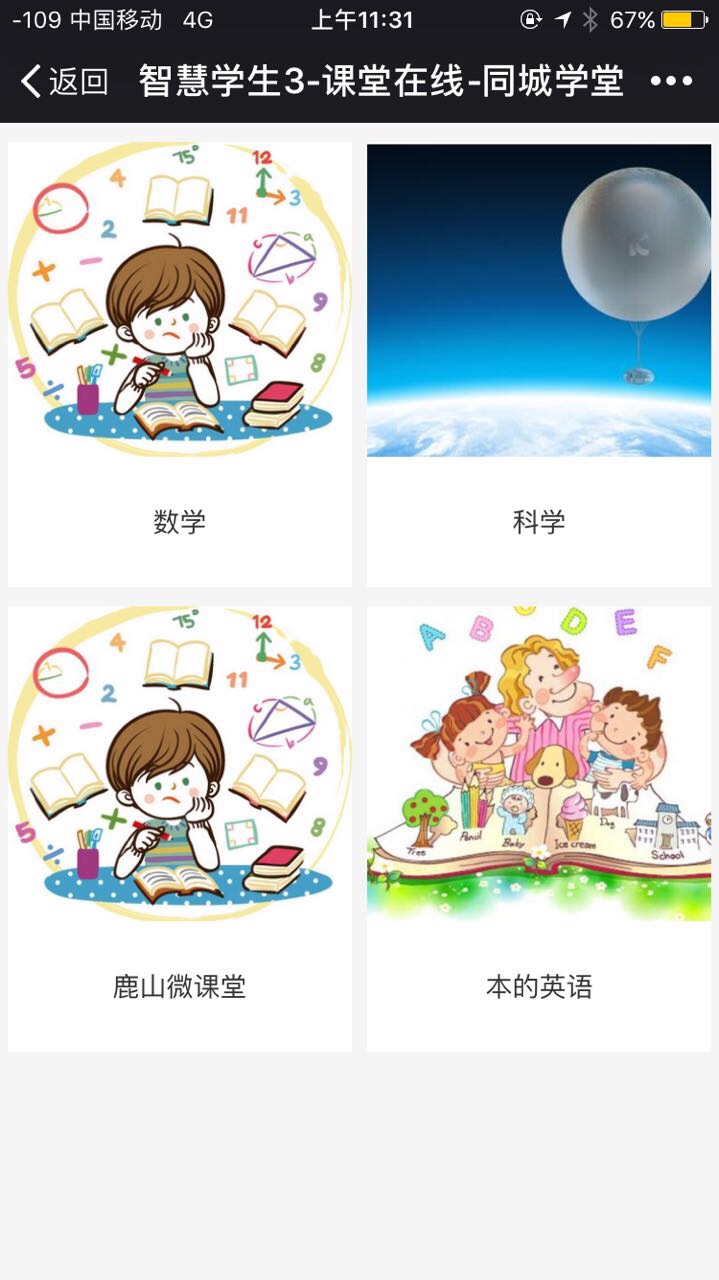 -109 中国移动 4G 上午11:31 67%
返回 智慧学生3-课堂在线-同城学堂 •••
75° 12
4 3
2 11
+ − c a
b
9
5 ÷ + 8
数学
科学
75° 12
4 3
2 11
+ − c a
b
9
5 ÷ + 8
鹿山微课堂
A B C D E F
Tree Pencil Baby Ice cream Dog School
本的英语